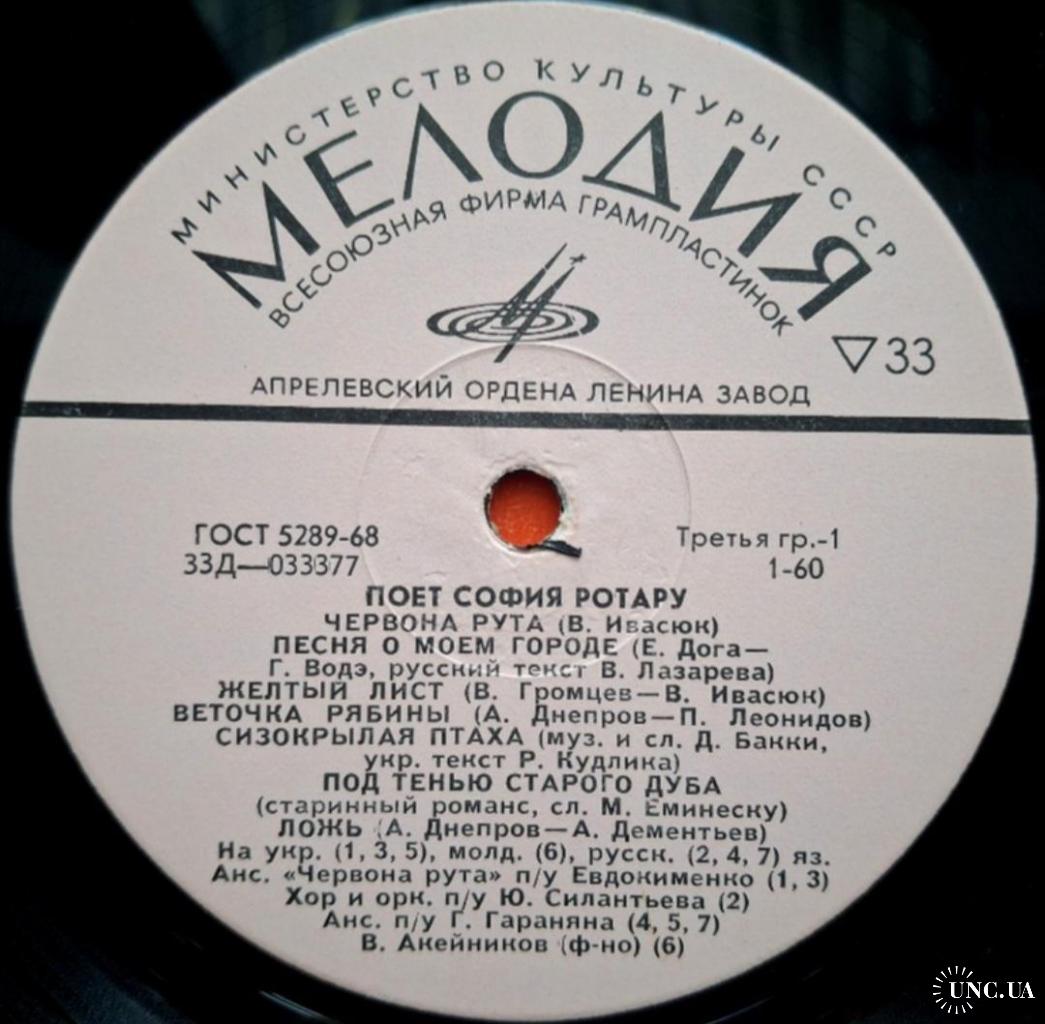 МИНИСТЕРСТВО КУЛЬТУРЫ СССР
МЕЛОДИЯ
ВСЕСОЮЗНАЯ ФИРМА ГРАМПЛАСТИНОК
▽33
АПРЕЛЕВСКИЙ ОРДЕНА ЛЕНИНА ЗАВОД
ГОСТ 5289-68
Третья гр.-1
33Д—033377
1-60
ПОЕТ СОФИЯ РОТАРУ
ЧЕРВОНА РУТА (В. Ивасюк)
ПЕСНЯ О МОЕМ ГОРОДЕ (Е. Дога—
Г. Водэ, русский текст В. Лазарева)
ЖЕЛТЫЙ ЛИСТ (В. Громцев—В. Ивасюк)
ВЕТОЧКА РЯБИНЫ (А. Днепров—П. Леонидов)
СИЗОКРЫЛАЯ ПТАХА (муз. и сл. Д. Бакки,
укр. текст Р. Кудлика)
ПОД ТЕНЬЮ СТАРОГО ДУБА
(старинный романс, сл. М. Еминеску)
ЛОЖЬ (А. Днепров—А. Дементьев)
На укр. (1, 3, 5), молд. (6), русск. (2, 4, 7) яз.
Анс. «Червона рута» п/у Евдокименко (1, 3)
Хор и орк. п/у Ю. Силантьева (2)
Анс. п/у Г. Гараняна (4, 5, 7)
В. Акейников (ф-но) (6)
UNC.UA